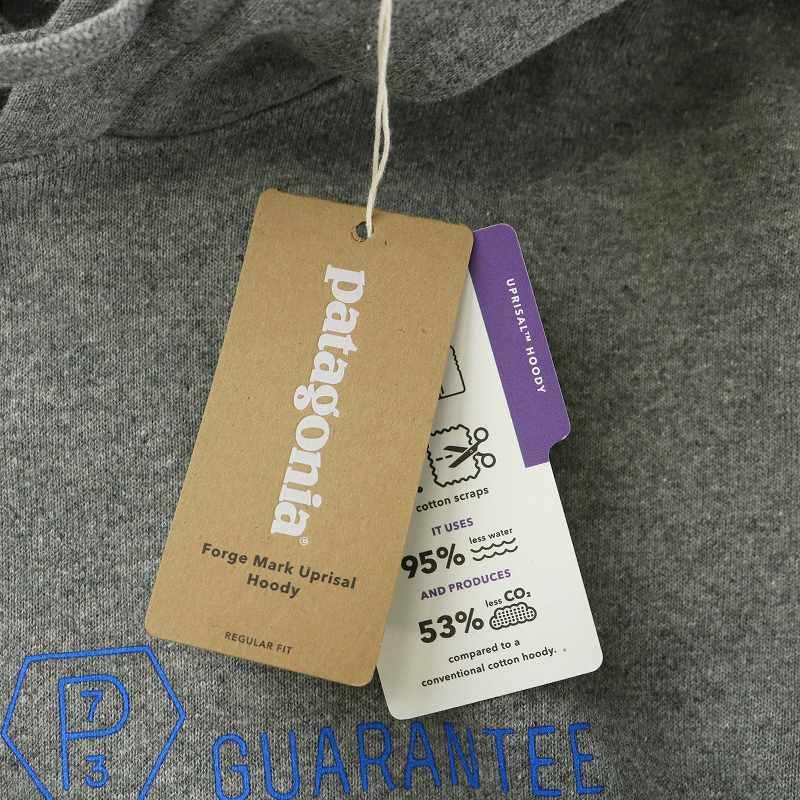 patagonia®
Forge Mark Uprisal
Hoody
REGULAR FIT
UPRISAL™ HOODY
cotton scraps
IT USES
95% less water
AND PRODUCES
53% less CO₂
compared to a
conventional cotton hoody.
P
7
3
GUARANTEE